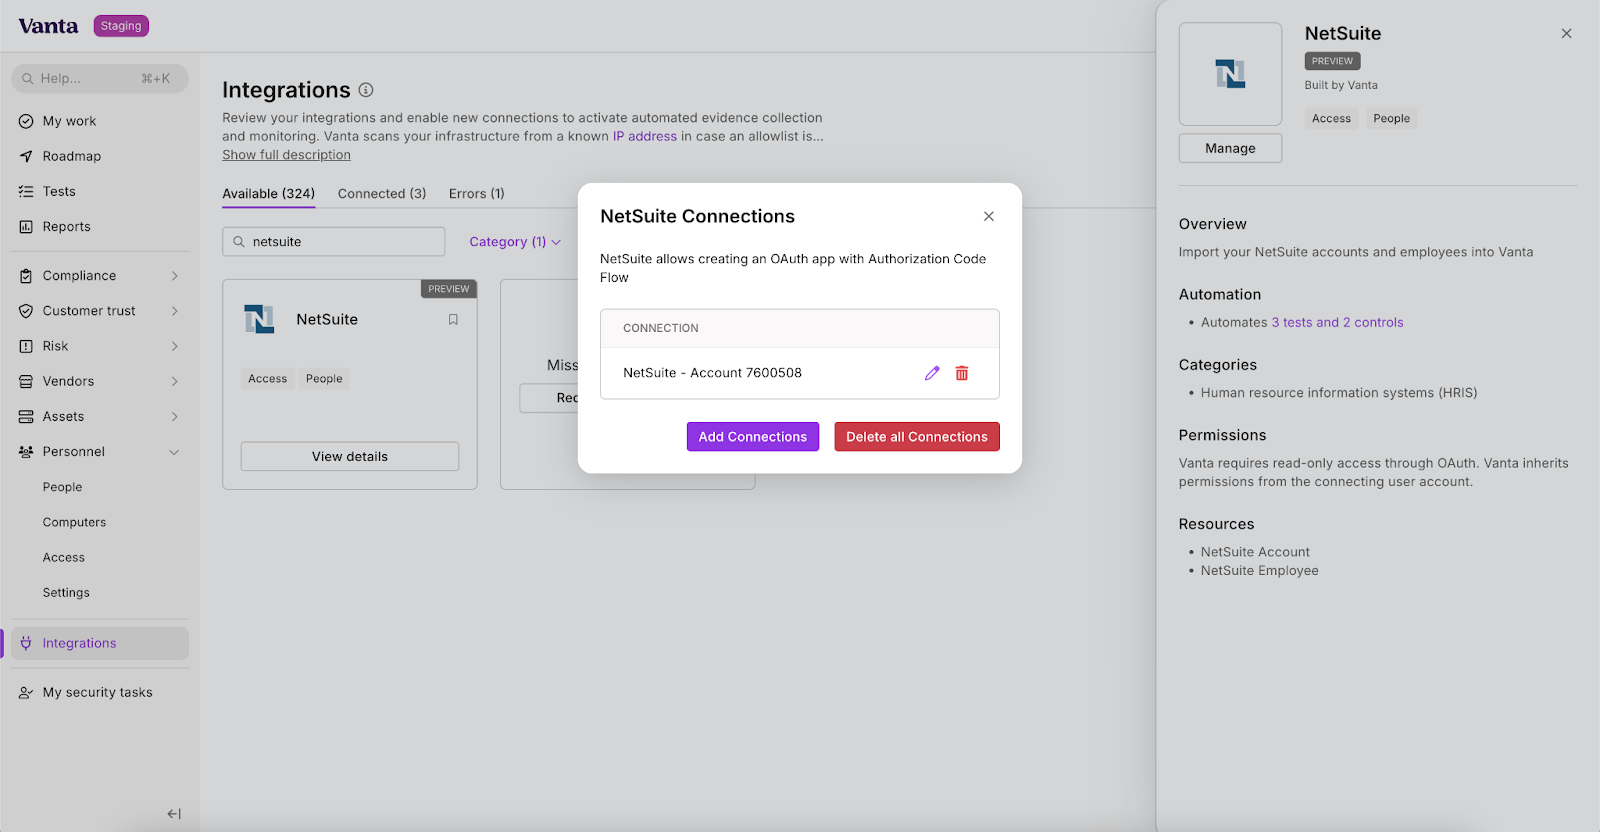 Vanta
Staging
Help...
⌘+K
My work
Roadmap
Tests
Reports
Compliance
Customer trust
Risk
Vendors
Assets
Personnel
People
Computers
Access
Settings
Integrations
My security tasks
Integrations
Review your integrations and enable new connections to activate automated evidence collection
and monitoring. Vanta scans your infrastructure from a known IP address in case an allowlist is...
Show full description
Available (324)
Connected (3)
Errors (1)
netsuite
Category (1)
PREVIEW
NetSuite
Access
People
View details
Miss
Rec
NetSuite Connections
NetSuite allows creating an OAuth app with Authorization Code
Flow
CONNECTION
NetSuite - Account 7600508
Add Connections
Delete all Connections
NetSuite
PREVIEW
Built by Vanta
Access
People
Manage
Overview
Import your NetSuite accounts and employees into Vanta
Automation
• Automates 3 tests and 2 controls
Categories
• Human resource information systems (HRIS)
Permissions
Vanta requires read-only access through OAuth. Vanta inherits
permissions from the connecting user account.
Resources
• NetSuite Account
• NetSuite Employee